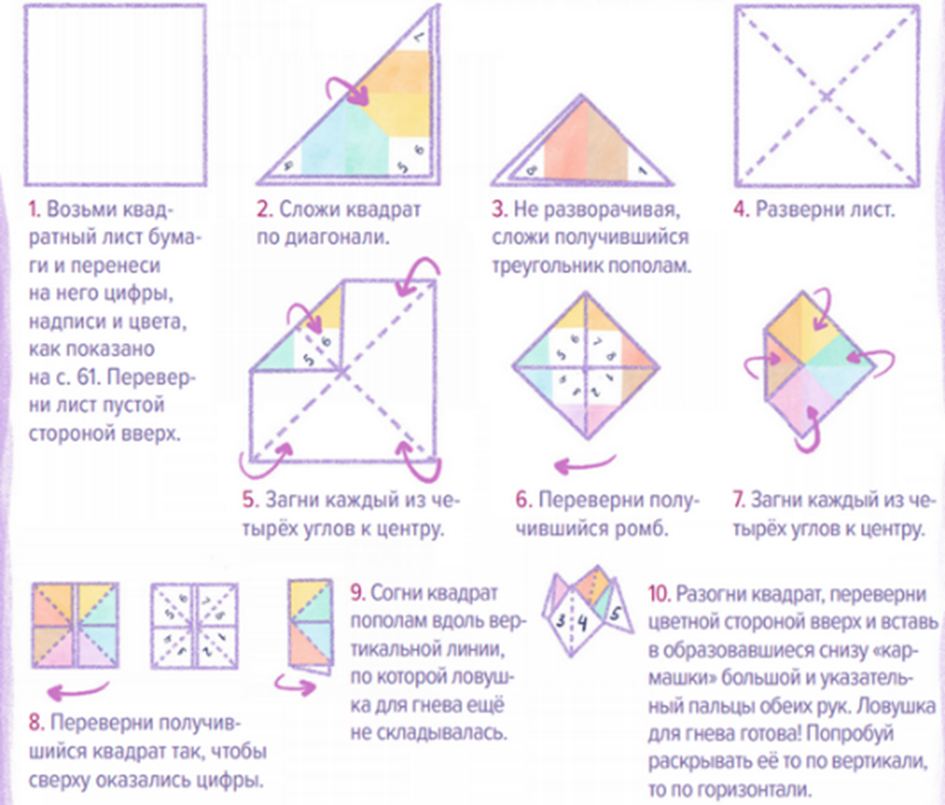 1. Возьми квад-
ратный лист бума-
ги и перенеси
на него цифры,
надписи и цвета,
как показано
на с. 61. Перевер-
ни лист пустой
стороной вверх.
2. Сложи квадрат
по диагонали.
3. Не разворачивая,
сложи получившийся
треугольник пополам.
4. Разверни лист.
5. Загни каждый из че-
тырёх углов к центру.
6. Переверни полу-
чившийся ромб.
7. Загни каждый из че-
тырёх углов к центру.
8. Переверни получив-
шийся квадрат так, чтобы
сверху оказались цифры.
9. Согни квадрат
пополам вдоль вер-
тикальной линии,
по которой ловуш-
ка для гнева ещё
не складывалась.
3 4 5
10. Разогни квадрат, переверни
цветной стороной вверх и вставь
в образовавшиеся снизу «кар-
машки» большой и указатель-
ный пальцы обеих рук. Ловушка
для гнева готова! Попробуй
раскрывать её то по вертикали,
то по горизонтали.